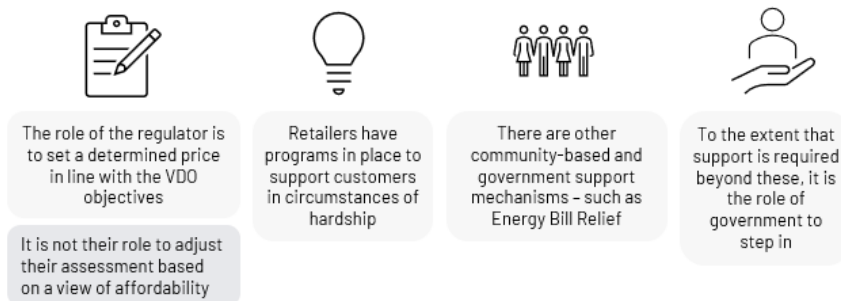 The role of the regulator is
to set a determined price
in line with the VDO
objectives
It is not their role to adjust
their assessment based
on a view of affordability
Retailers have
programs in place to
support customers
in circumstances of
hardship
There are other
community-based and
government support
mechanisms – such as
Energy Bill Relief
To the extent that
support is required
beyond these, it is
the role of
government to
step in